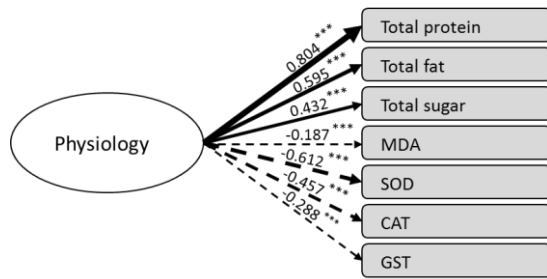 Total protein
0.804 ***
Total fat
0.595 ***
Total sugar
0.432 ***
Physiology
-0.187 ***
MDA
-0.612 ***
SOD
-0.457 ***
CAT
-0.288 ***
GST